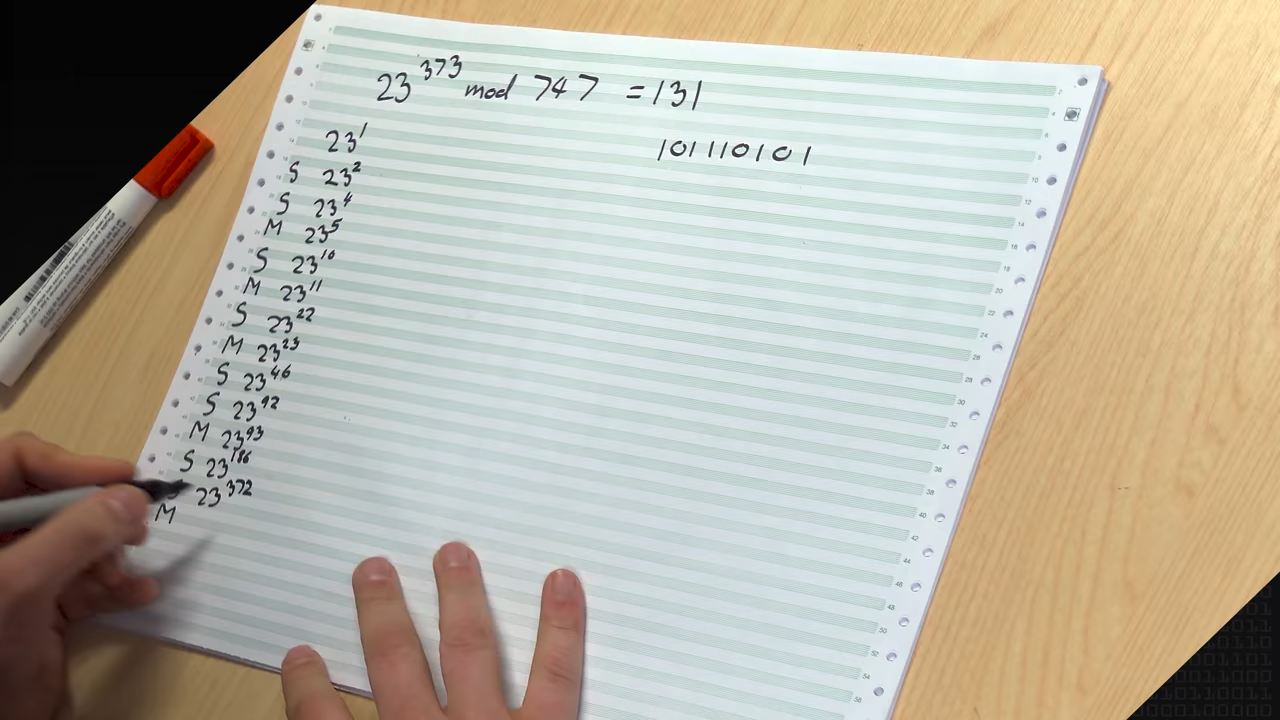 23^373 mod 747 = 131
101110101
23^1
S 23^2
S 23^4
M 23^5
S 23^10
M 23^11
S 23^22
M 23^23
S 23^46
S 23^92
M 23^93
S 23^186
23^372
M